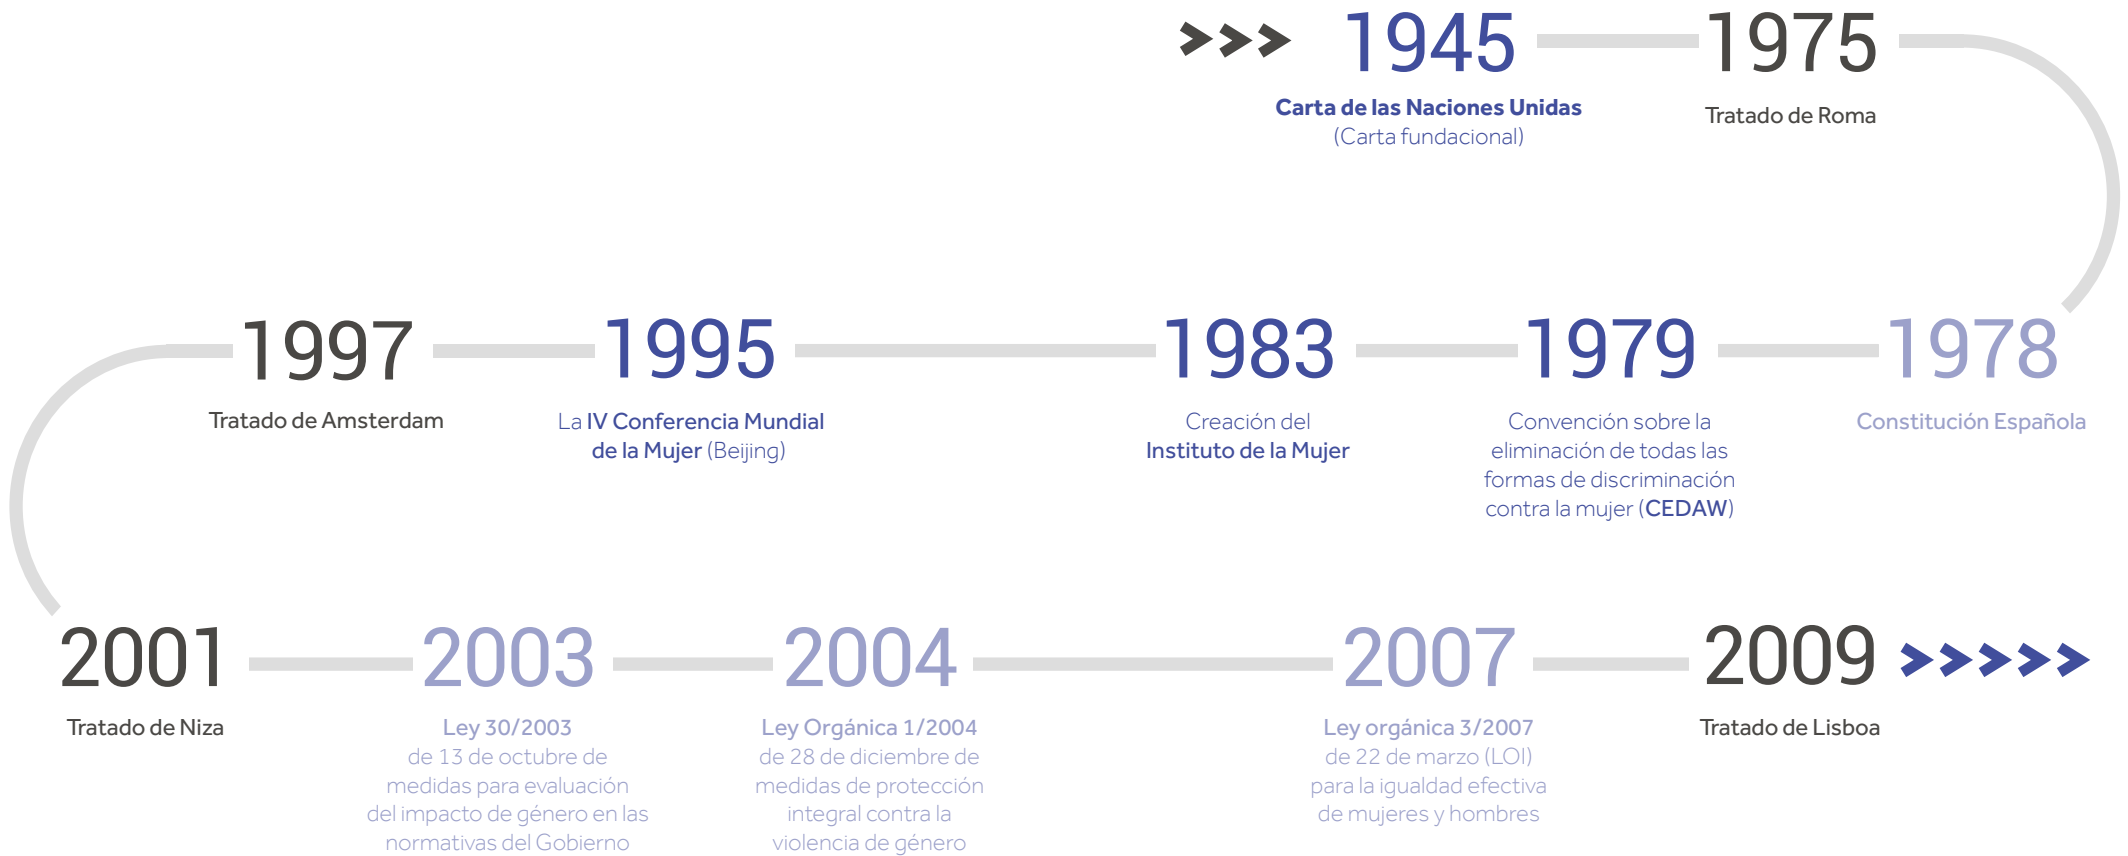 1945
Carta de las Naciones Unidas
(Carta fundacional)
1975
Tratado de Roma
1978
Constitución Española
1979
Convención sobre la
eliminación de todas las
formas de discriminación
contra la mujer (CEDAW)
1983
Creación del
Instituto de la Mujer
1995
La IV Conferencia Mundial
de la Mujer (Beijing)
1997
Tratado de Amsterdam
2001
Tratado de Niza
2003
Ley 30/2003
de 13 de octubre de
medidas para evaluación
del impacto de género en las
normativas del Gobierno
2004
Ley Orgánica 1/2004
de 28 de diciembre de
medidas de protección
integral contra la
violencia de género
2007
Ley orgánica 3/2007
de 22 de marzo (LOI)
para la igualdad efectiva
de mujeres y hombres
2009
Tratado de Lisboa